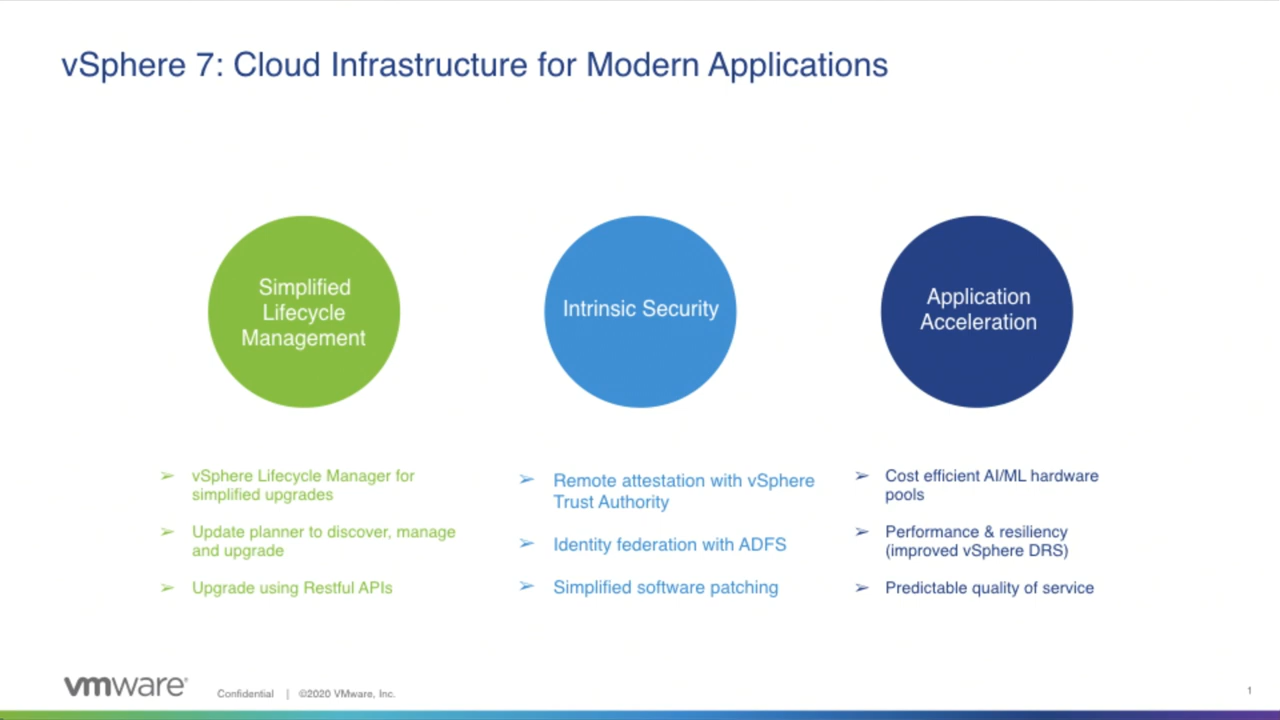 vSphere 7: Cloud Infrastructure for Modern Applications
Simplified
Lifecycle
Management
Intrinsic Security
Application
Acceleration
➢ vSphere Lifecycle Manager for
simplified upgrades
➢ Update planner to discover, manage
and upgrade
➢ Upgrade using Restful APIs
➢ Remote attestation with vSphere
Trust Authority
➢ Identity federation with ADFS
➢ Simplified software patching
➢ Cost efficient AI/ML hardware
pools
➢ Performance & resiliency
(improved vSphere DRS)
➢ Predictable quality of service
vmware®
Confidential | ©2020 VMware, Inc.
1